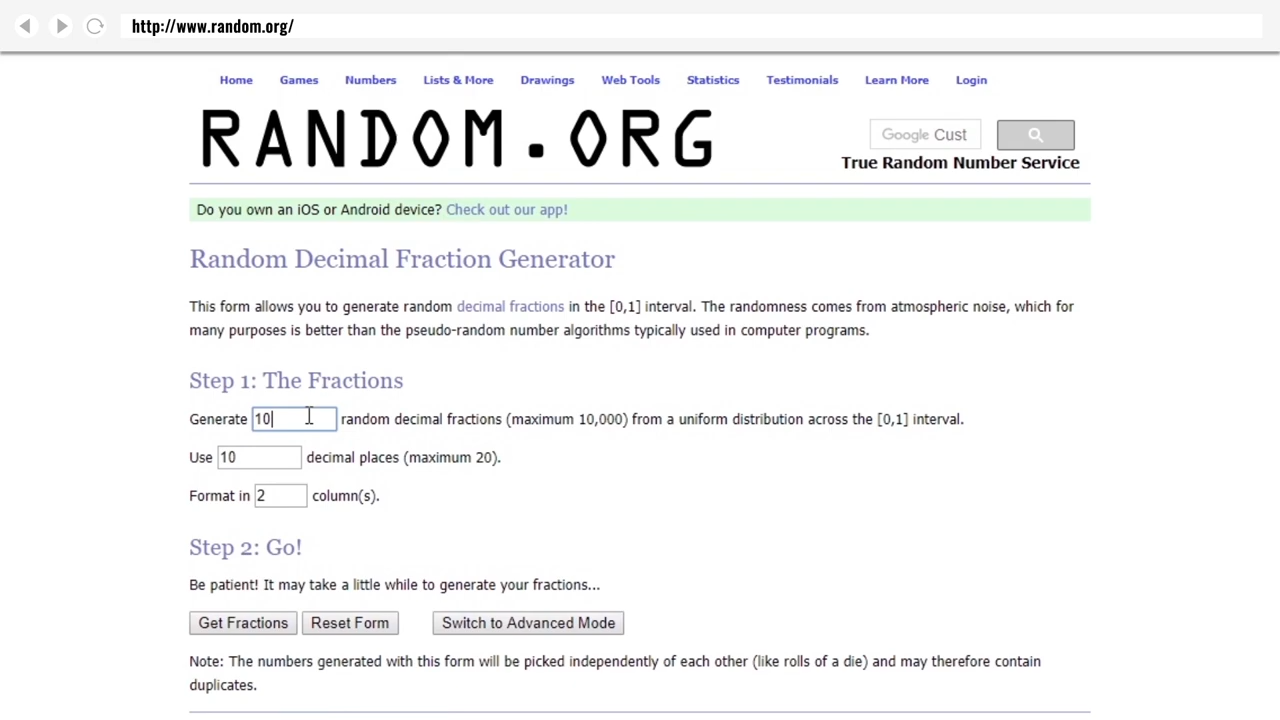 http://www.random.org/
Home Games Numbers Lists & More Drawings Web Tools Statistics Testimonials Learn More Login
RANDOM.ORG
Google Cust
True Random Number Service
Do you own an iOS or Android device? Check out our app!
Random Decimal Fraction Generator
This form allows you to generate random decimal fractions in the [0,1] interval. The randomness comes from atmospheric noise, which for
many purposes is better than the pseudo-random number algorithms typically used in computer programs.
Step 1: The Fractions
Generate 10 random decimal fractions (maximum 10,000) from a uniform distribution across the [0,1] interval.
Use 10 decimal places (maximum 20).
Format in 2 column(s).
Step 2: Go!
Be patient! It may take a little while to generate your fractions...
Get Fractions Reset Form Switch to Advanced Mode
Note: The numbers generated with this form will be picked independently of each other (like rolls of a die) and may therefore contain
duplicates.